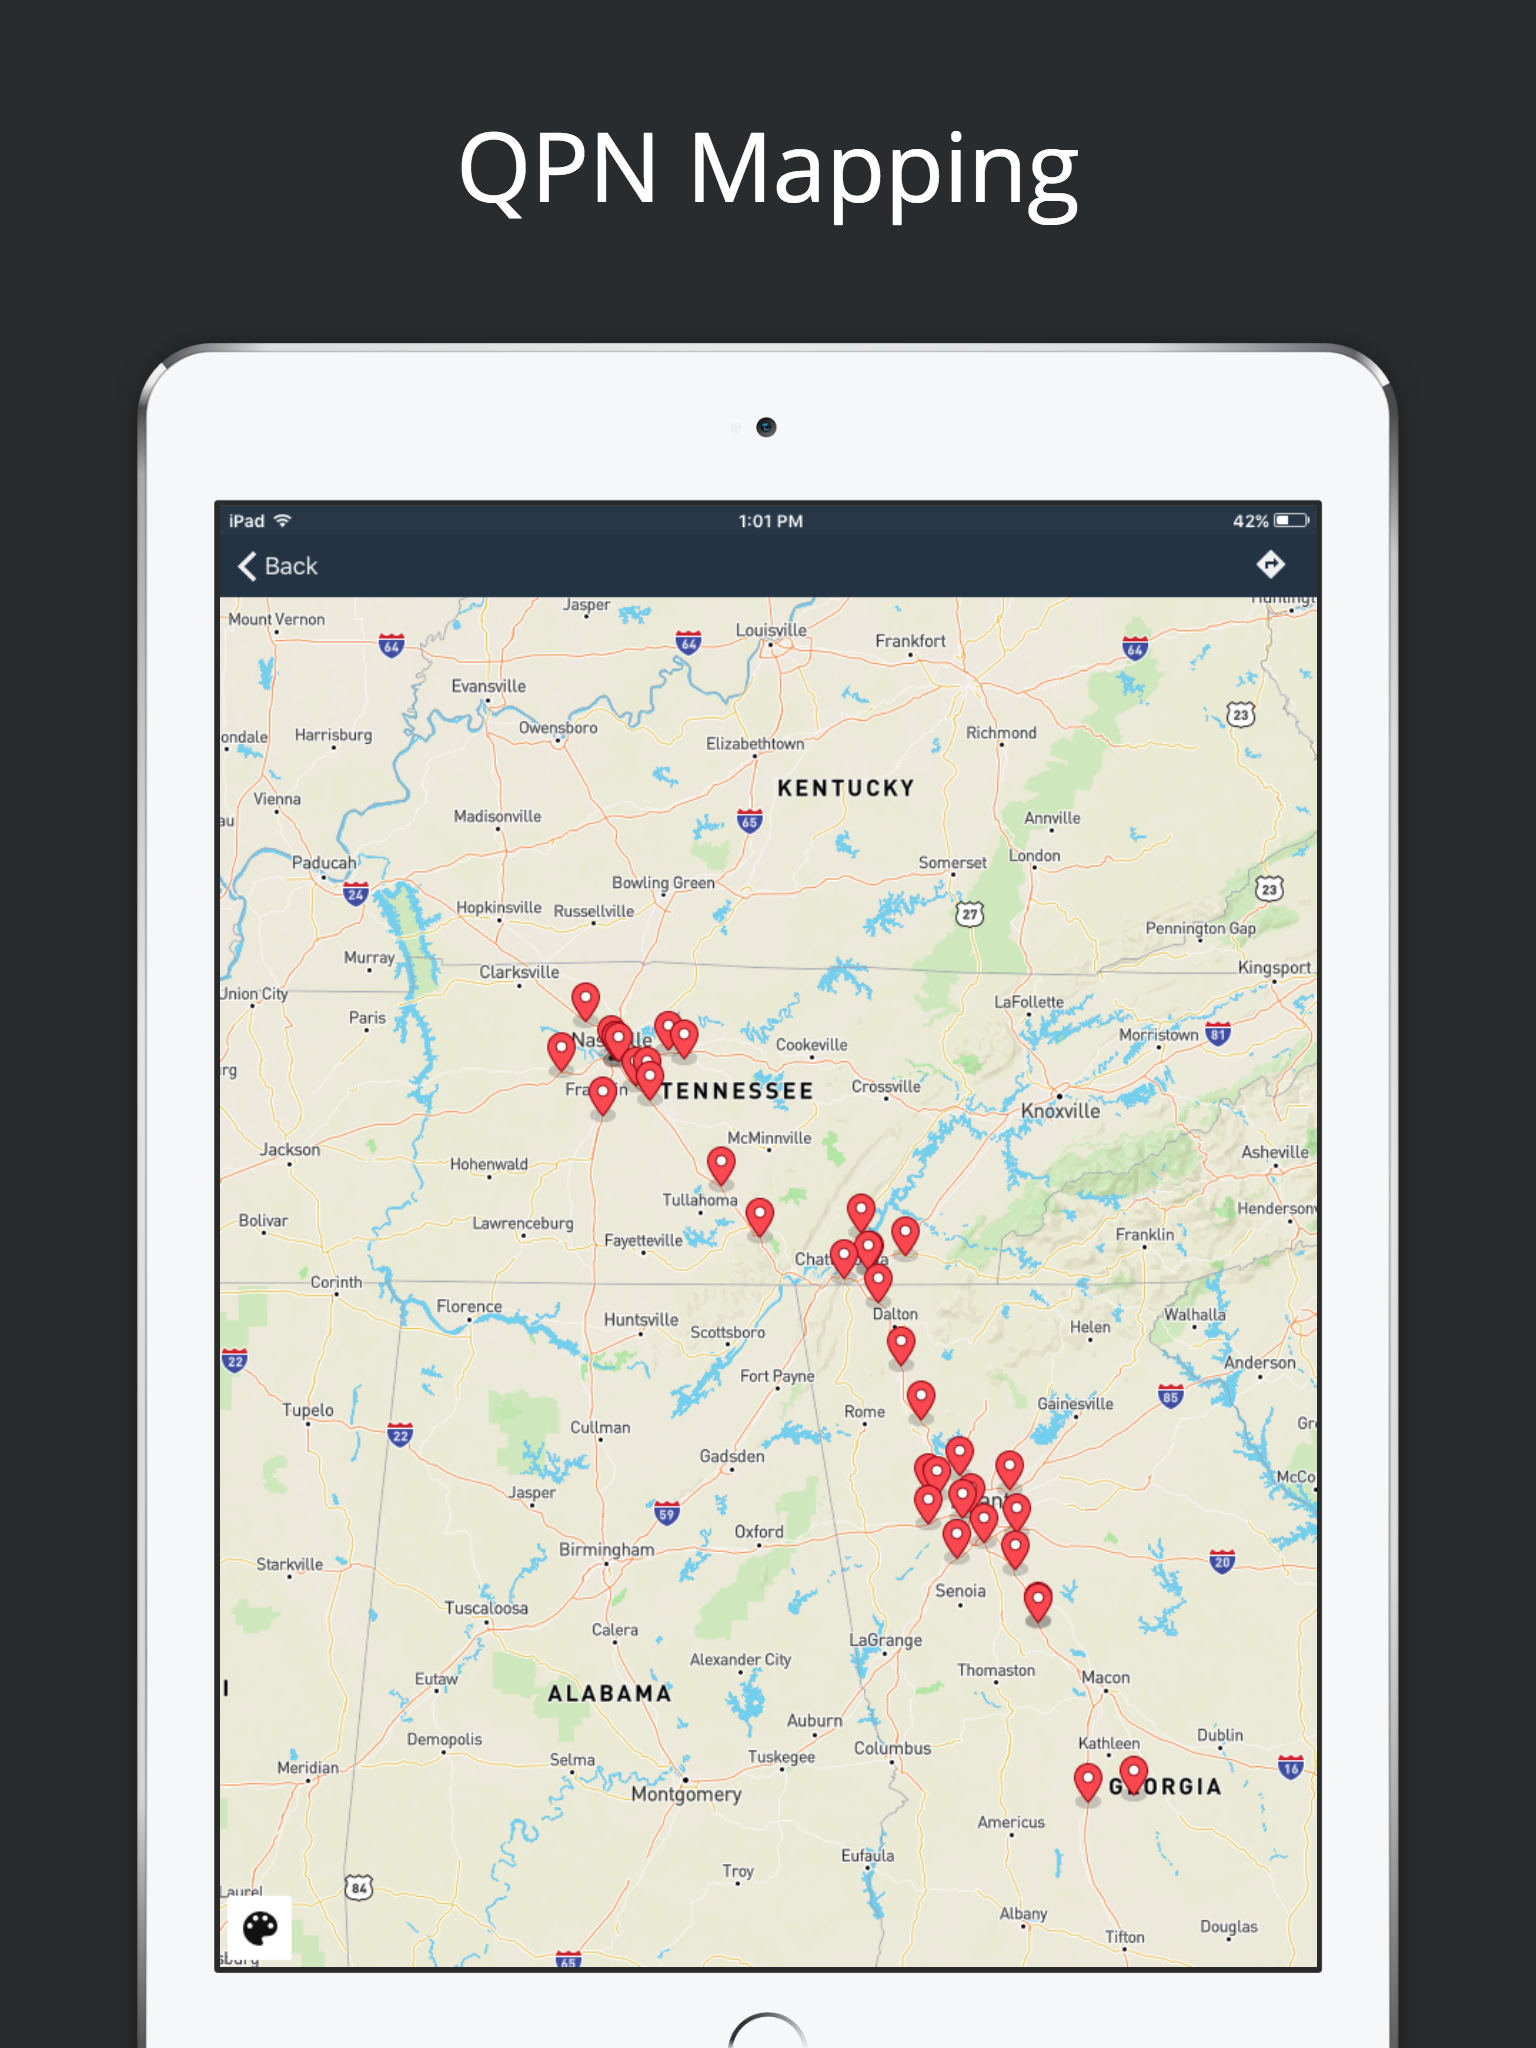 QPN Mapping
iPad 1:01 PM 42%
Back
Jasper
Mount Vernon
Louisville
64
64
Frankfort
64
Evansville
23
Owensboro
ondale
Harrisburg
Richmond
Elizabethtown
KENTUCKY
Vienna
au
Madisonville
65
Annville
Paducah
Somerset
London
24
Bowling Green
23
Hopkinsville
Russellville
27
Pennington Gap
Murray
Clarksville
Kingsport
Union City
LaFollette
Paris
Morristown
81
Cookeville
rg
TENNESSEE
Crossville
Knoxville
McMinnville
Jackson
Asheville
Hohenwald
Tullahoma
Bolivar
Lawrenceburg
Henderson
Fayetteville
Franklin
Corinth
Florence
Huntsville
Dalton
Walhalla
Scottsboro
Helen
22
Anderson
Fort Payne
85
Tupelo
Rome
Gainesville
22
Cullman
Gr
Gadsden
McCo
Jasper
59
Oxford
Birmingham
Starkville
20
Senoia
Tuscaloosa
Calera
LaGrange
Alexander City
Thomaston
Macon
Eutaw
I
ALABAMA
Auburn
Demopolis
Dublin
Kathleen
Columbus
Selma
Tuskegee
Meridian
16
Montgomery
Americus
Eufaula
Troy
84
Laurel
Albany
Douglas
Tifton
65